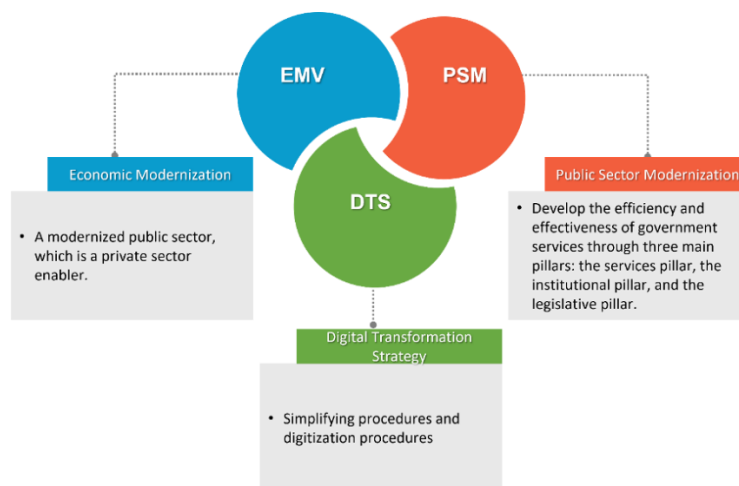 EMV
PSM
DTS
Economic Modernization
• A modernized public sector,
which is a private sector
enabler.
Public Sector Modernization
• Develop the efficiency and
effectiveness of government
services through three main
pillars: the services pillar, the
institutional pillar, and the
legislative pillar.
Digital Transformation
Strategy
• Simplifying procedures and
digitization procedures